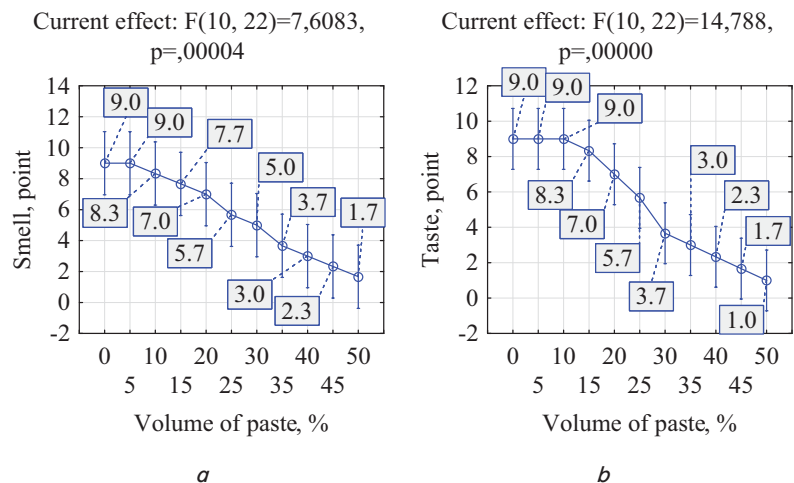 Current effect: F(10, 22)=7,6083,
p=,00004
Smell, point
14
12
10
8
6
4
2
0
-2
9.0
9.0
8.3
7.7
7.0
5.7
5.0
3.7
3.0
2.3
1.7
0 10 20 30 40 50
5 15 25 35 45
Volume of paste, %
a
Current effect: F(10, 22)=14,788,
p=,00000
Taste, point
12
10
8
6
4
2
0
-2
9.0
9.0
9.0
8.3
7.0
5.7
3.7
3.0
2.3
1.7
1.0
0 10 20 30 40 50
5 15 25 35 45
Volume of paste, %
b